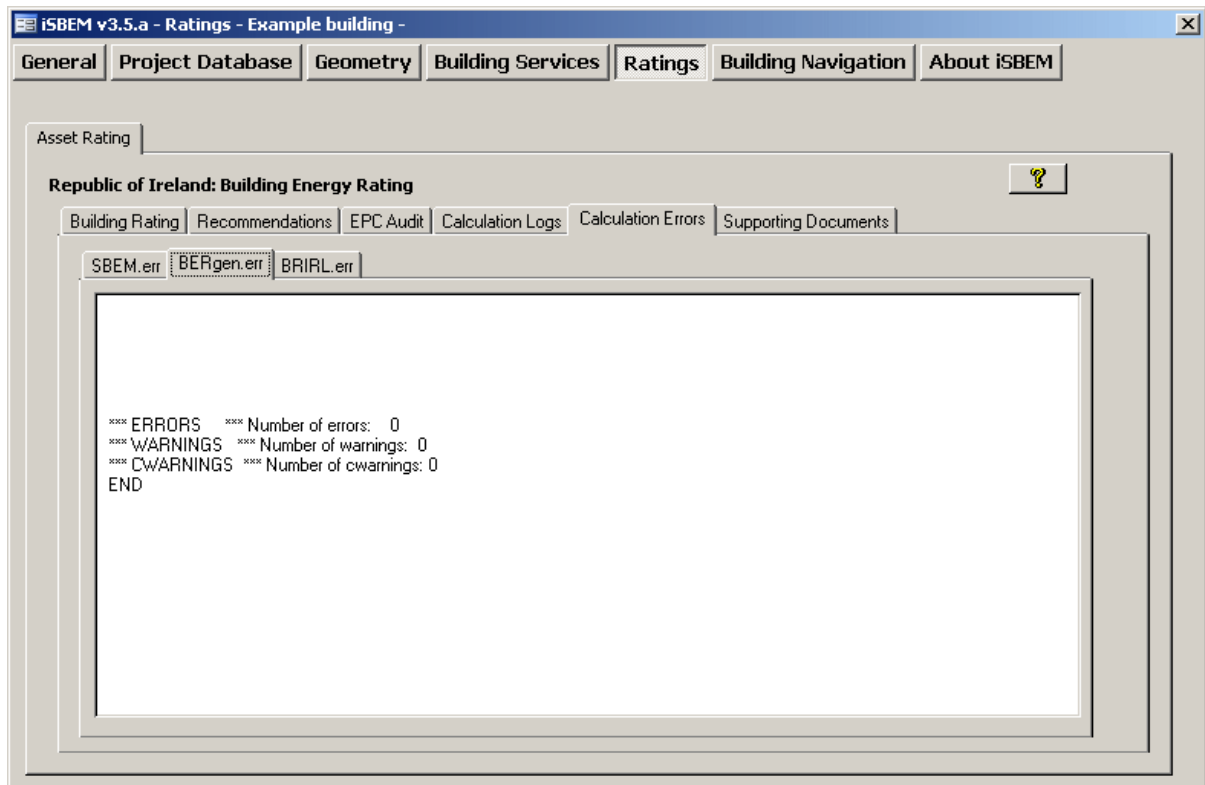 iSBEM v3.5.a - Ratings - Example building -
General Project Database Geometry Building Services Ratings Building Navigation About iSBEM
Asset Rating
Republic of Ireland: Building Energy Rating
?
Building Rating Recommendations EPC Audit Calculation Logs Calculation Errors Supporting Documents
SBEM.err BERgen.err BRIRL.err
*** ERRORS *** Number of errors: 0
*** WARNINGS *** Number of warnings: 0
*** CWARNINGS *** Number of cwarnings: 0
END